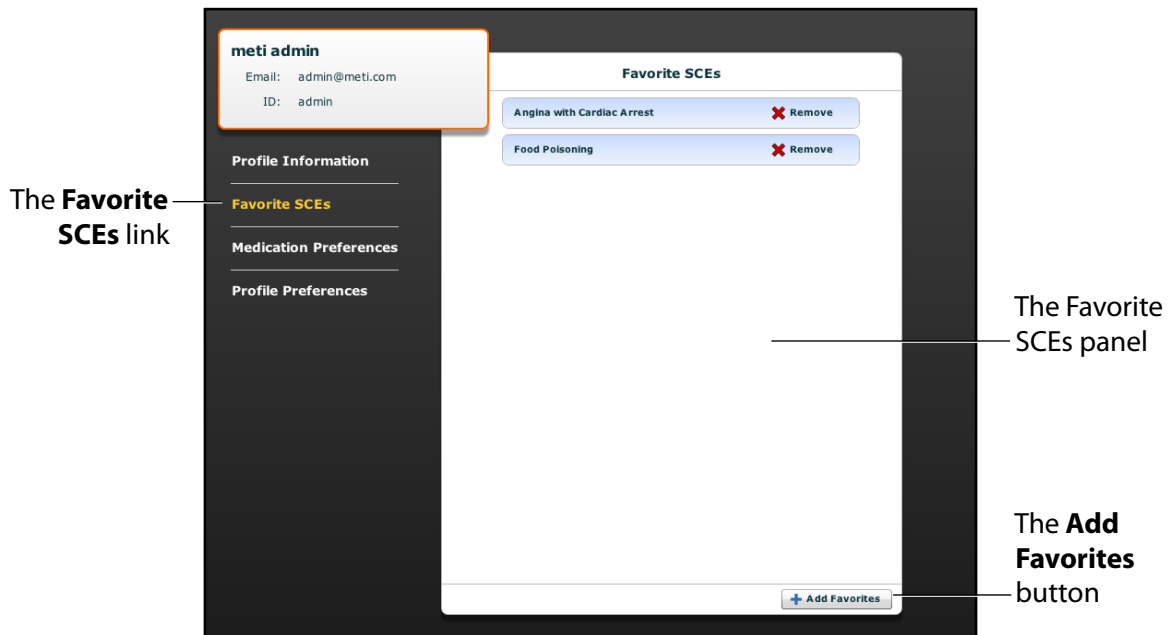 meti admin
Email: admin@meti.com
ID: admin
Profile Information
Favorite SCEs
Medication Preferences
Profile Preferences
Favorite SCEs
Angina with Cardiac Arrest Remove
Food Poisoning Remove
Add Favorites
The Favorite
SCEs link
The Favorite
SCEs panel
The Add
Favorites
button